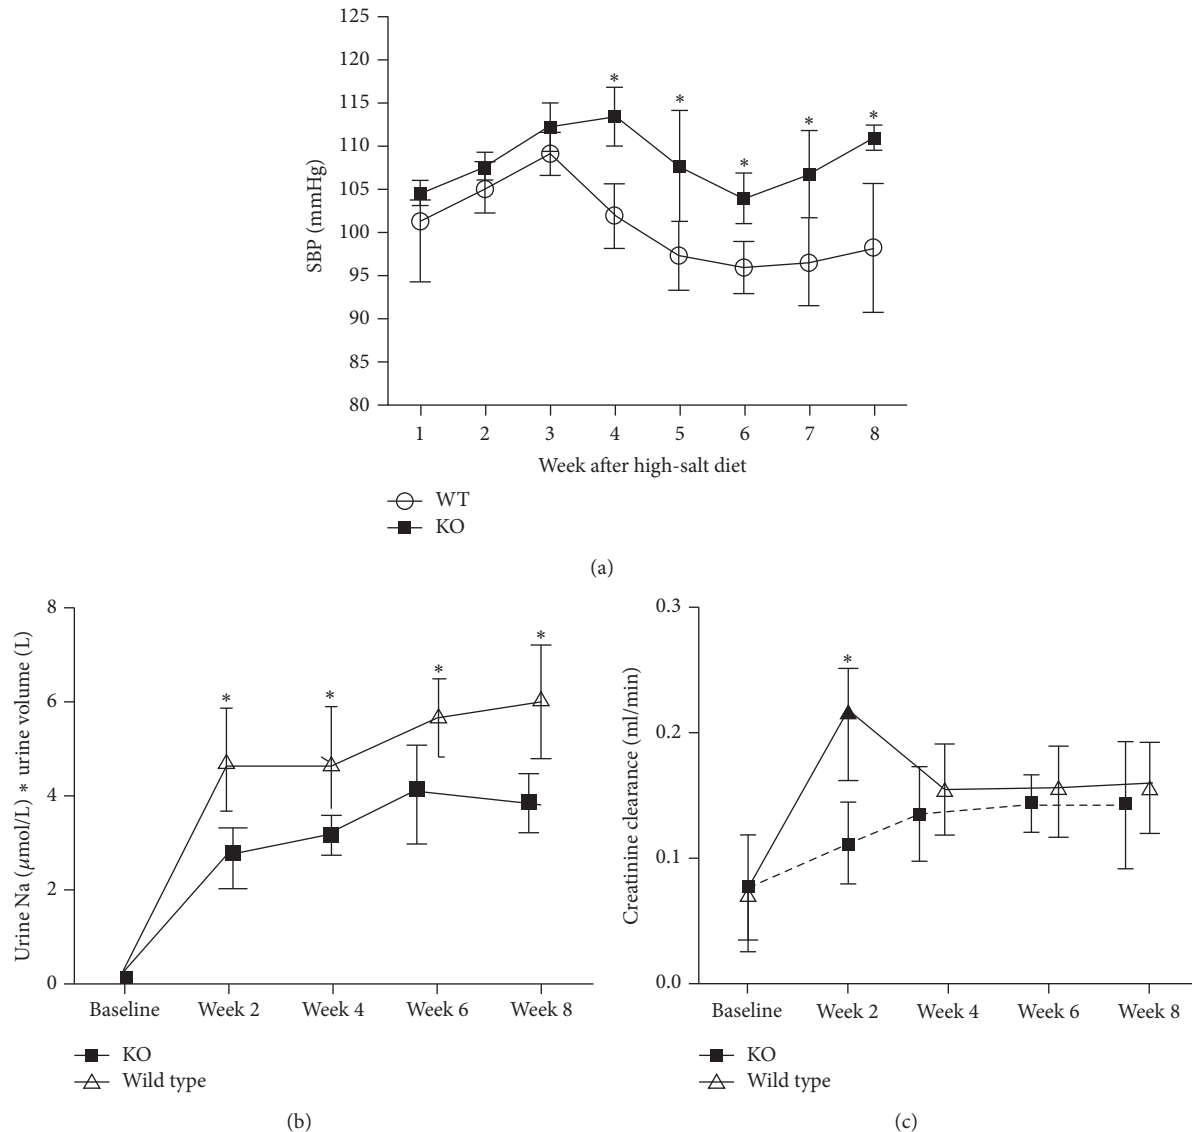 125
120
115
110
105
100
95
90
85
80
SBP (mmHg)
* * * * *
1 2 3 4 5 6 7 8
Week after high-salt diet
WT
KO
(a)
8
6
4
2
0
Urine Na (μmol/L) * urine volume (L)
* * * *
Baseline Week 2 Week 4 Week 6 Week 8
KO
Wild type
(b)
0.3
0.2
0.1
0.0
Creatinine clearance (ml/min)
*
Baseline Week 2 Week 4 Week 6 Week 8
KO
Wild type
(c)